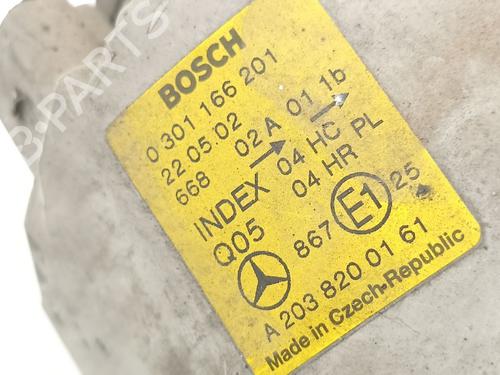 BOSCH
0 301 166 201
22 05 02
668 02 A 01 1b
INDEX 04 HC PL
Q05 04 HR
867 E1 25
A 203 820 01 61
Made in Czech-Republic
B-PARTS